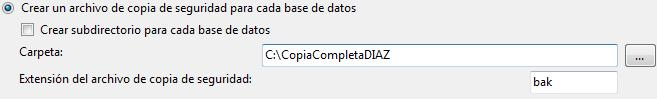 Crear un archivo de copia de seguridad para cada base de datos
Crear subdirectorio para cada base de datos
Carpeta: C:\CopiaCompletaDIAZ ...
Extensión del archivo de copia de seguridad: bak